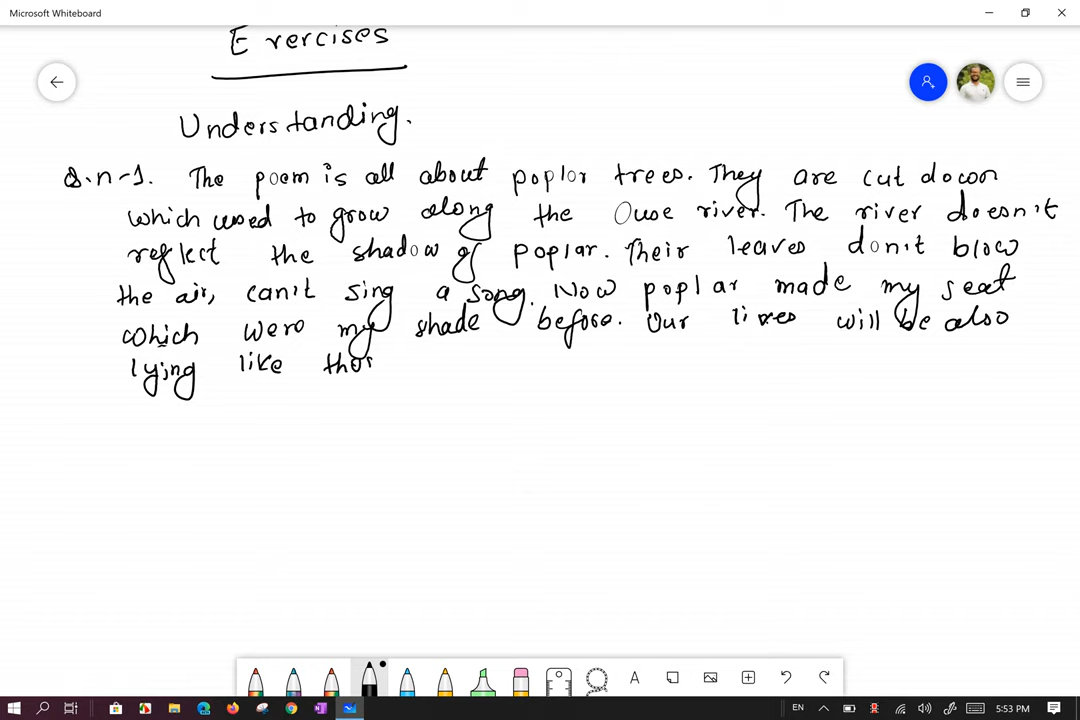 Microsoft Whiteboard
Exercises
Understanding.
Q.n-1. The poem is all about poplar trees. They are cut down
which used to grow along the Ouse river. The river doesn't
reflect the shadow of poplar. Their leaves don't blow
the air, can't sing a song. Now poplar made my seat
which were my shade before. Our lives will be also
lying like
A
EN 5:53 PM